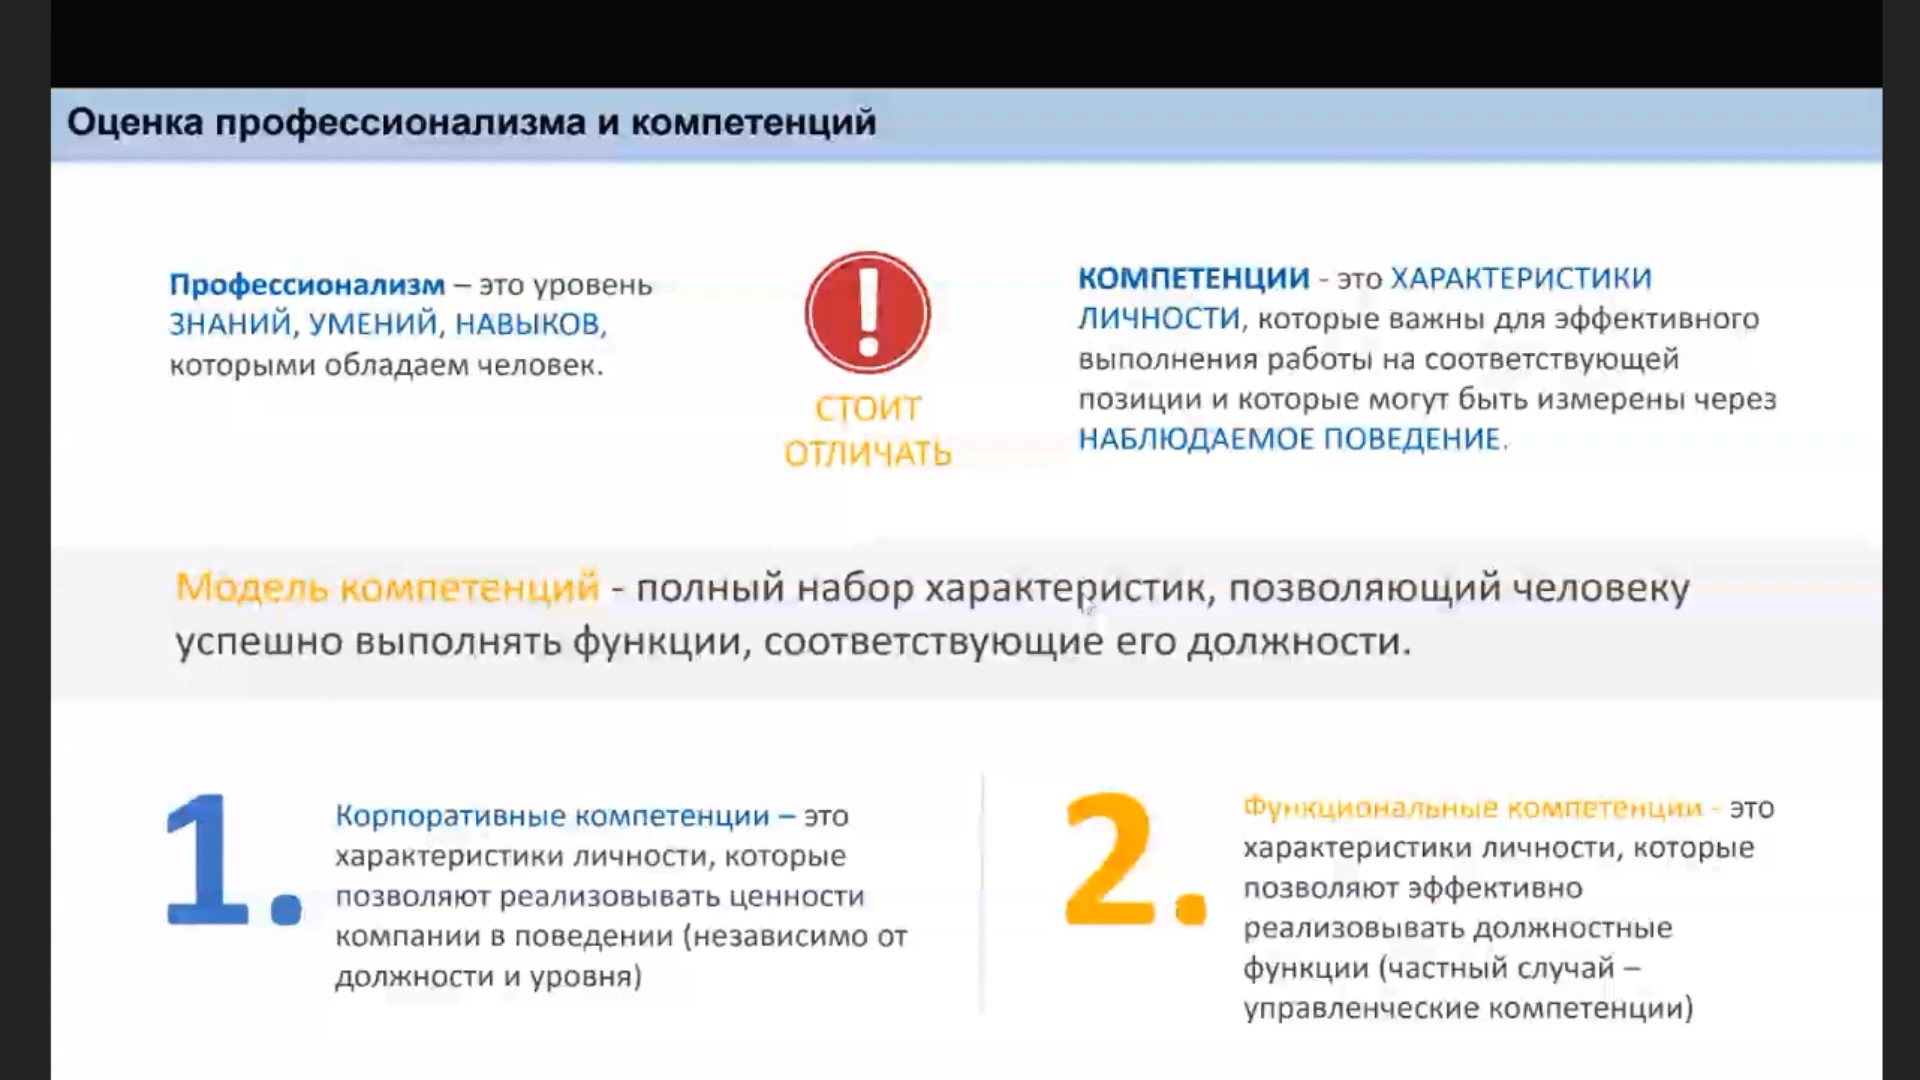 Оценка профессионализма и компетенций
Профессионализм – это уровень
ЗНАНИЙ, УМЕНИЙ, НАВЫКОВ,
которыми обладаем человек.
СТОИТ
ОТЛИЧАТЬ
КОМПЕТЕНЦИИ - это ХАРАКТЕРИСТИКИ
ЛИЧНОСТИ, которые важны для эффективного
выполнения работы на соответствующей
позиции и которые могут быть измерены через
НАБЛЮДАЕМОЕ ПОВЕДЕНИЕ.
Модель компетенций - полный набор характеристик, позволяющий человеку
успешно выполнять функции, соответствующие его должности.
1.
Корпоративные компетенции – это
характеристики личности, которые
позволяют реализовывать ценности
компании в поведении (независимо от
должности и уровня)
2.
Функциональные компетенции - это
характеристики личности, которые
позволяют эффективно
реализовывать должностные
функции (частный случай –
управленческие компетенции)